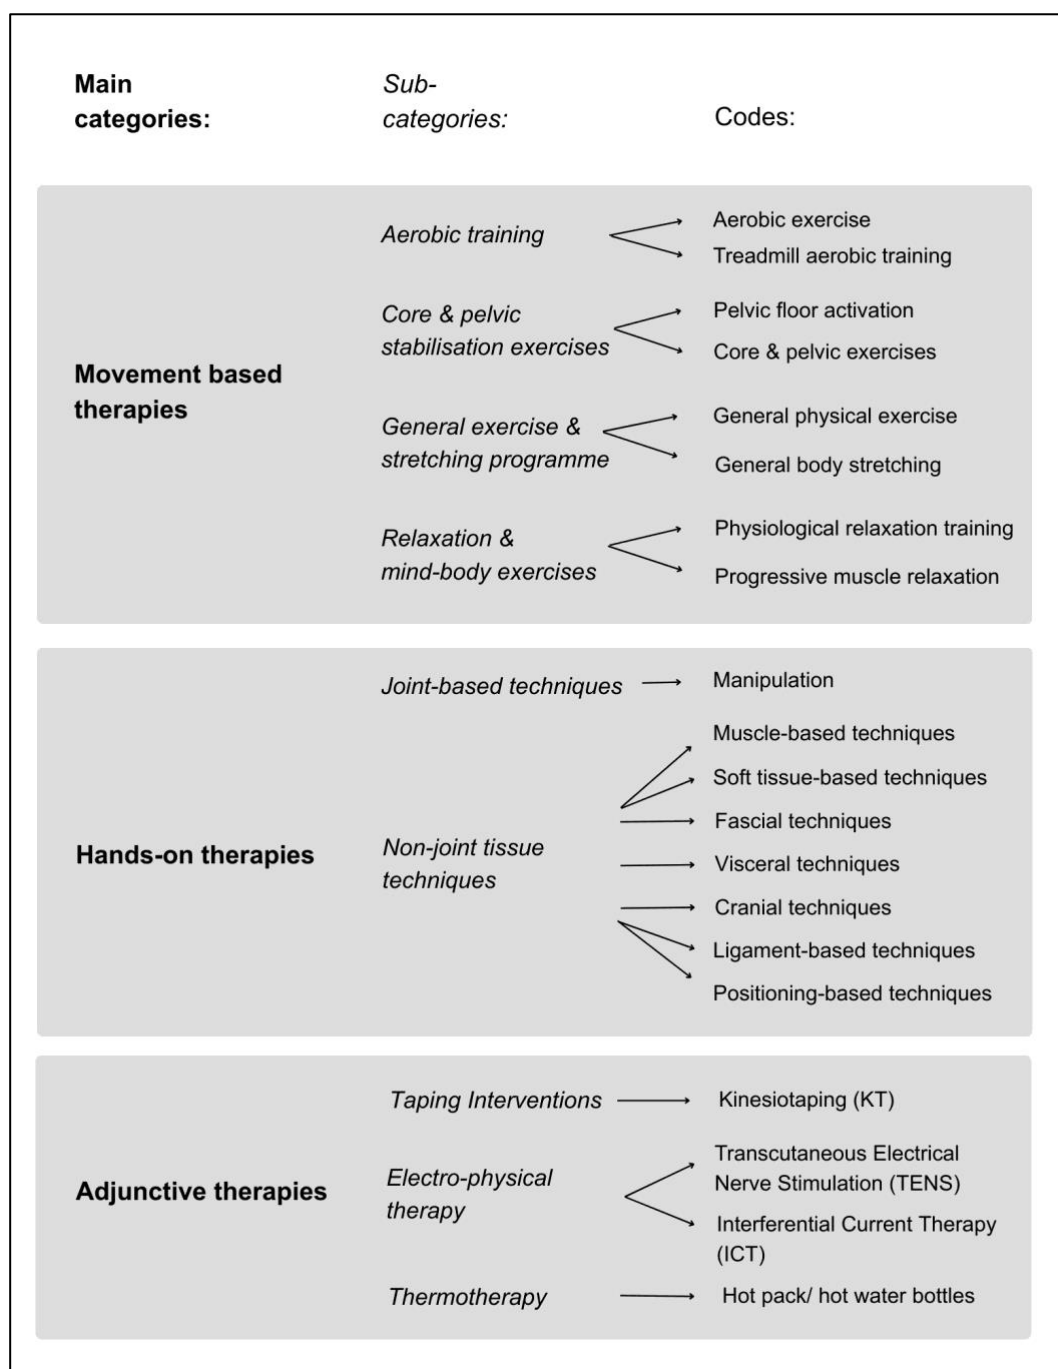 Main
categories:
Sub-
categories:
Codes:
Movement based
therapies
Aerobic training
Aerobic exercise
Treadmill aerobic training
Core & pelvic
stabilisation exercises
Pelvic floor activation
Core & pelvic exercises
General exercise &
stretching programme
General physical exercise
General body stretching
Relaxation &
mind-body exercises
Physiological relaxation training
Progressive muscle relaxation
Hands-on therapies
Joint-based techniques
Manipulation
Non-joint tissue
techniques
Muscle-based techniques
Soft tissue-based techniques
Fascial techniques
Visceral techniques
Cranial techniques
Ligament-based techniques
Positioning-based techniques
Adjunctive therapies
Taping Interventions
Kinesiotaping (KT)
Electro-physical
therapy
Transcutaneous Electrical
Nerve Stimulation (TENS)
Interferential Current Therapy
(ICT)
Thermotherapy
Hot pack/ hot water bottles